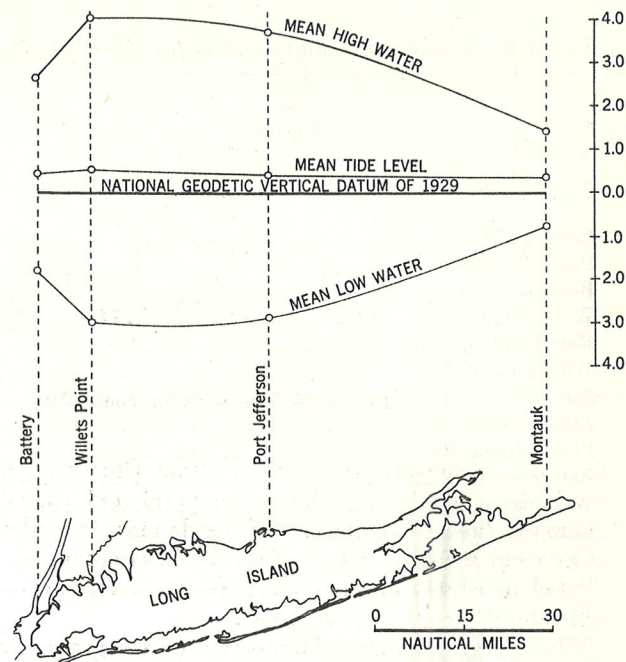 4.0
MEAN HIGH WATER
3.0
2.0
1.0
MEAN TIDE LEVEL
NATIONAL GEODETIC VERTICAL DATUM OF 1929
0.0
1.0
2.0
MEAN LOW WATER
3.0
4.0
Battery
Willets Point
Port Jefferson
Montauk
LONG ISLAND
0 15 30
NAUTICAL MILES